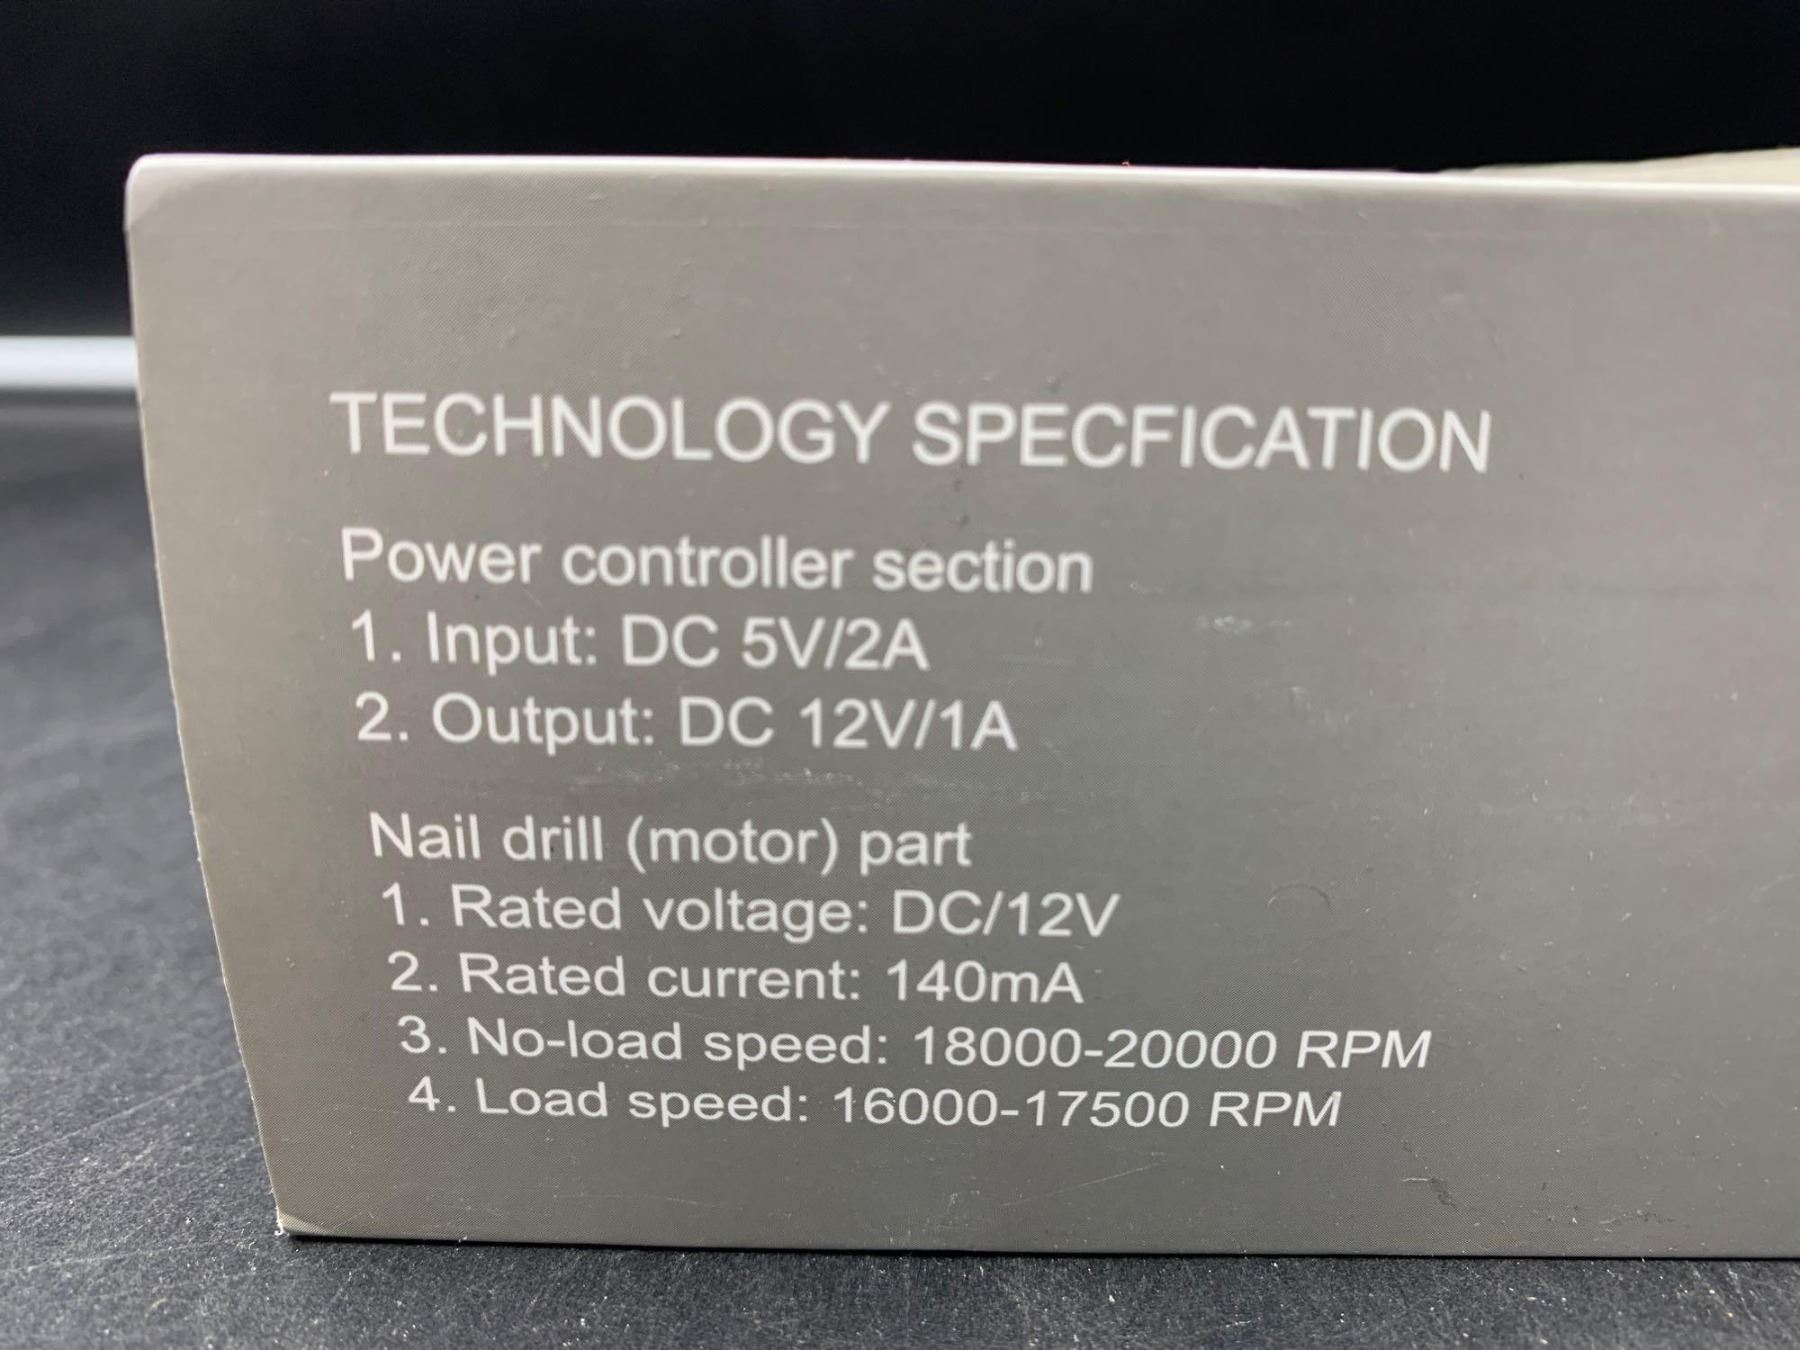 TECHNOLOGY SPECFICATION
Power controller section
1. Input: DC 5V/2A
2. Output: DC 12V/1A
Nail drill (motor) part
1. Rated voltage: DC/12V
2. Rated current: 140mA
3. No-load speed: 18000-20000 RPM
4. Load speed: 16000-17500 RPM